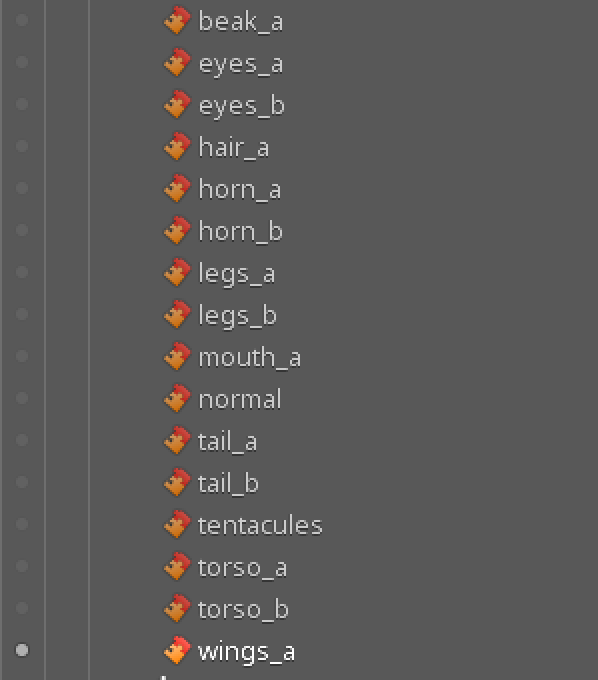 beak_a
eyes_a
eyes_b
hair_a
horn_a
horn_b
legs_a
legs_b
mouth_a
normal
tail_a
tail_b
tentacules
torso_a
torso_b
wings_a